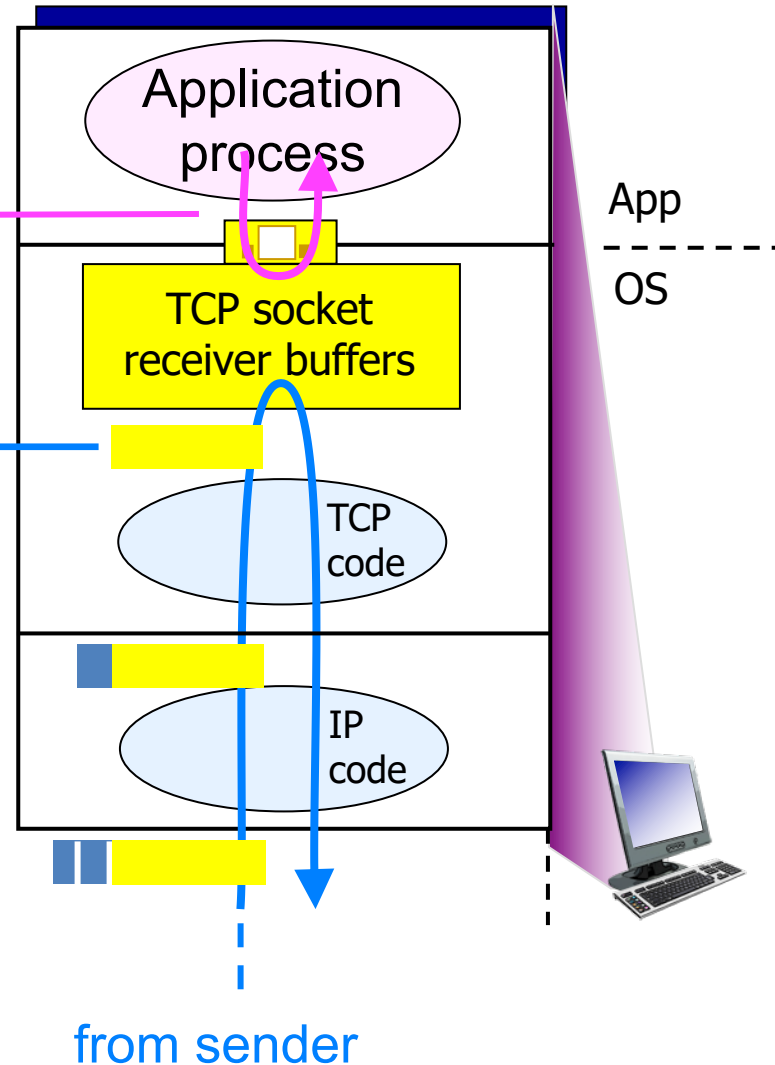 Application
process
App
OS
TCP socket
receiver buffers
TCP
code
IP
code
from sender